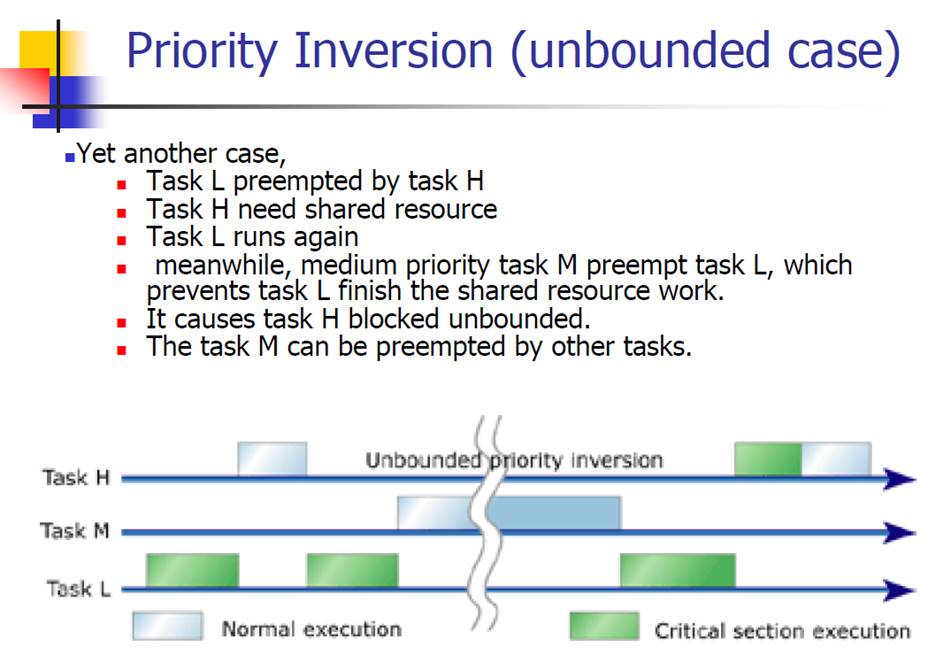 Priority Inversion (unbounded case)
Yet another case,
Task L preempted by task H
Task H need shared resource
Task L runs again
meanwhile, medium priority task M preempt task L, which
prevents task L finish the shared resource work.
It causes task H blocked unbounded.
The task M can be preempted by other tasks.
Unbounded priority inversion
Task H
Task M
Task L
Normal execution
Critical section execution